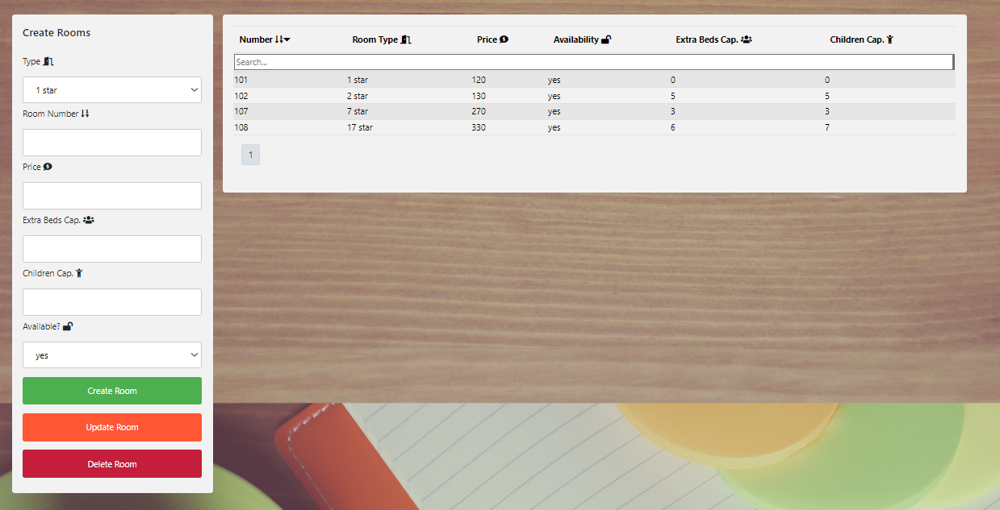 Create Rooms
Type
1 star
Room Number
Price
Extra Beds Cap.
Children Cap.
Available?
yes
Create Room
Update Room
Delete Room
Number Room Type Price Availability Extra Beds Cap. Children Cap.
Search...
101 1 star 120 yes 0 0
102 2 star 130 yes 5 5
107 7 star 270 yes 3 3
108 17 star 330 yes 6 7
1